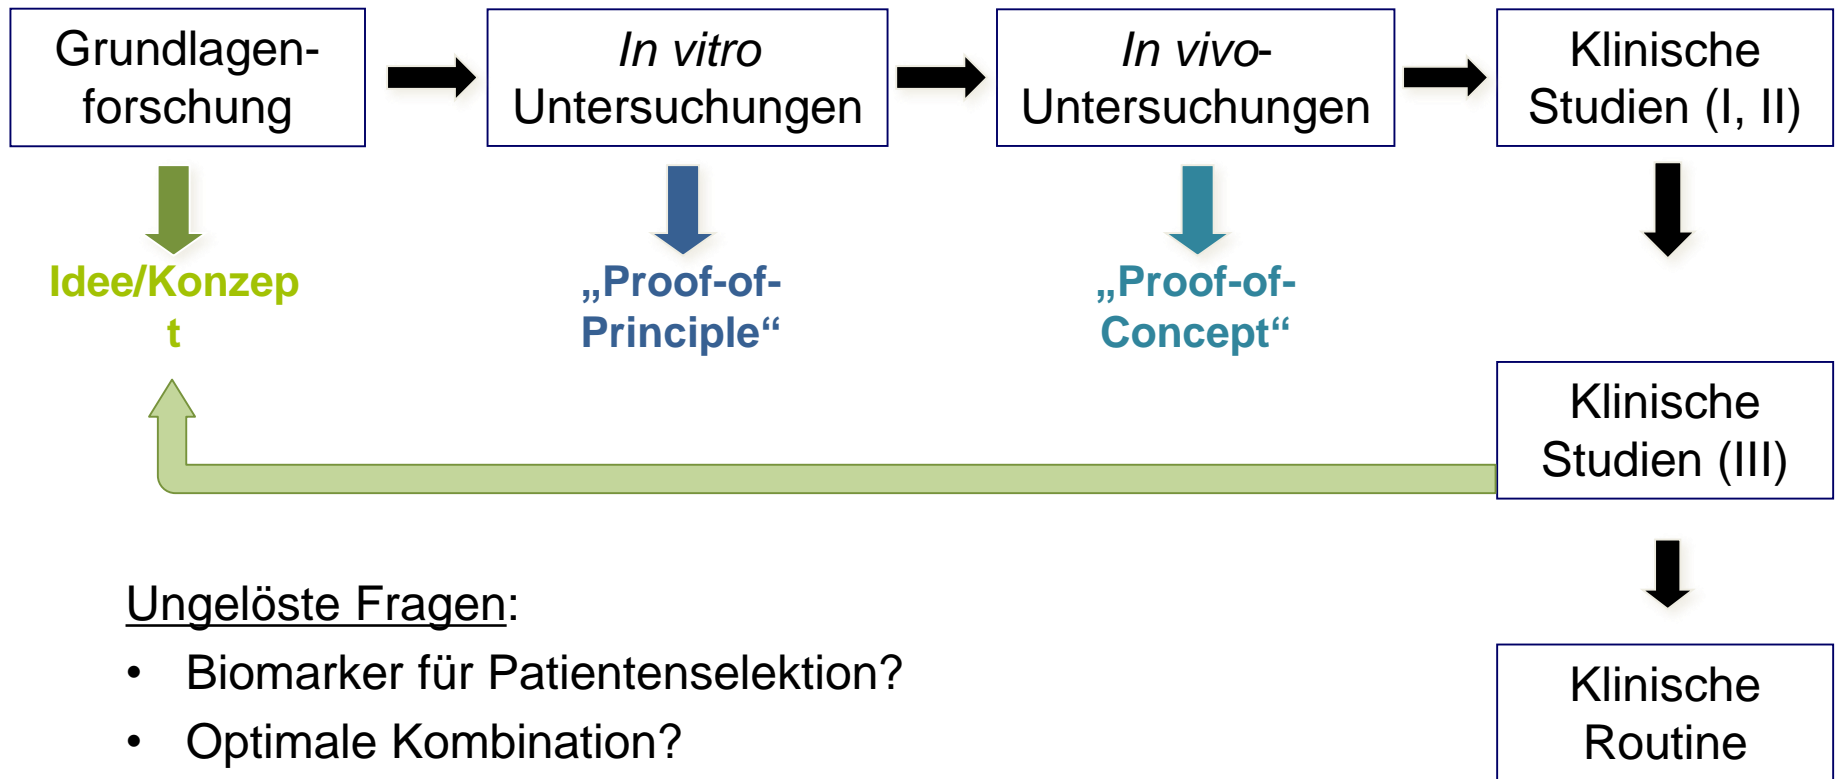 Grundlagen-
forschung
In vitro
Untersuchungen
In vivo-
Untersuchungen
Klinische
Studien (I, II)
Idee/Konzep
t
„Proof-of-
Principle“
„Proof-of-
Concept“
Klinische
Studien (III)
Ungelöste Fragen:
• Biomarker für Patientenselektion?
• Optimale Kombination?
Klinische
Routine